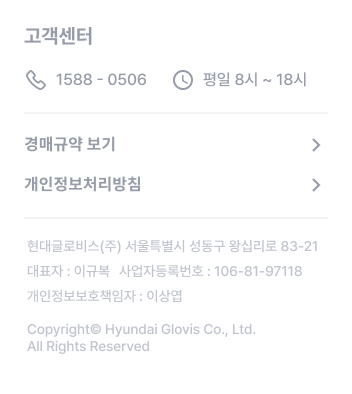 고객센터
1588 - 0506 평일 8시 ~ 18시
경매규약 보기
개인정보처리방침
현대글로비스(주) 서울특별시 성동구 왕십리로 83-21
대표자 : 이규복 사업자등록번호 : 106-81-97118
개인정보보호책임자 : 이상엽
Copyright© Hyundai Glovis Co., Ltd.
All Rights Reserved